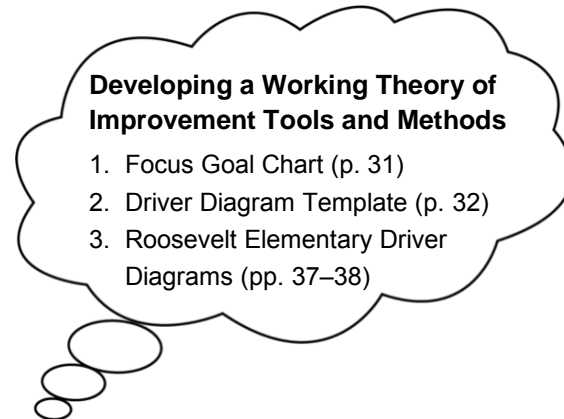 Developing a Working Theory of
Improvement Tools and Methods
1. Focus Goal Chart (p. 31)
2. Driver Diagram Template (p. 32)
3. Roosevelt Elementary Driver
Diagrams (pp. 37–38)